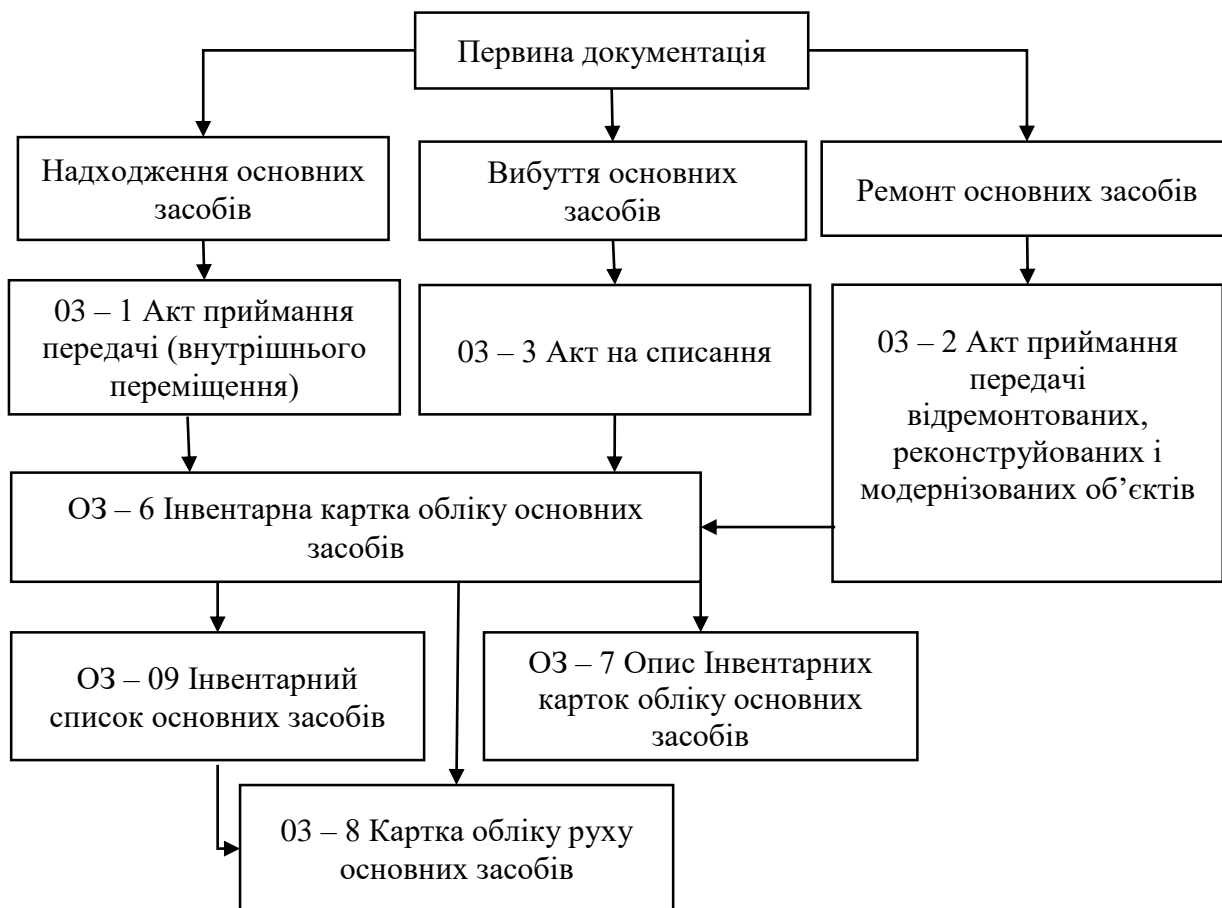 Первина документація
Надходження основних
засобів
Вибуття основних
засобів
Ремонт основних засобів
03 – 1 Акт приймання
передачі (внутрішнього
переміщення)
03 – 3 Акт на списання
03 – 2 Акт приймання
передачі
відремонтованих,
реконструйованих і
модернізованих об’єктів
ОЗ – 6 Інвентарна картка обліку основних
засобів
ОЗ – 09 Інвентарний
список основних засобів
ОЗ – 7 Опис Інвентарних
карток обліку основних
засобів
03 – 8 Картка обліку руху
основних засобів